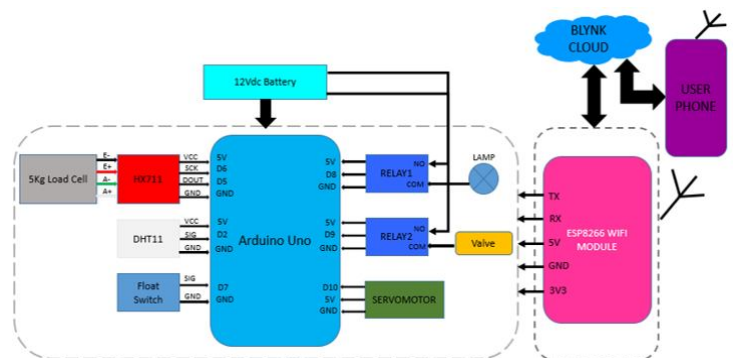 BLYNK
CLOUD
USER
PHONE
12Vdc Battery
5Kg Load Cell
E-
E+
A-
A+
HX711
VCC
SCK
DOUT
GND
5V
D6
D5
GND
DHT11
VCC
SIG
GND
5V
D2
GND
Float
Switch
SIG
GND
D7
GND
Arduino Uno
5V
D8
GND
RELAY1
NO
COM
LAMP
5V
D9
GND
RELAY2
NO
COM
Valve
D10
5V
GND
SERVOMOTOR
TX
RX
5V
GND
3V3
ESP8266 WIFI
MODULE